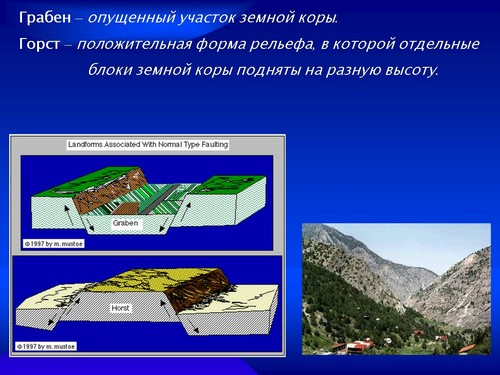 Грабен – опущенный участок земной коры.
Горст – положительная форма рельефа, в которой отдельные
блоки земной коры подняты на разную высоту.
Landforms Associated With Normal Type Faulting
Graben
©1997 by m. mustoe
Horst
©1997 by m. mustoe